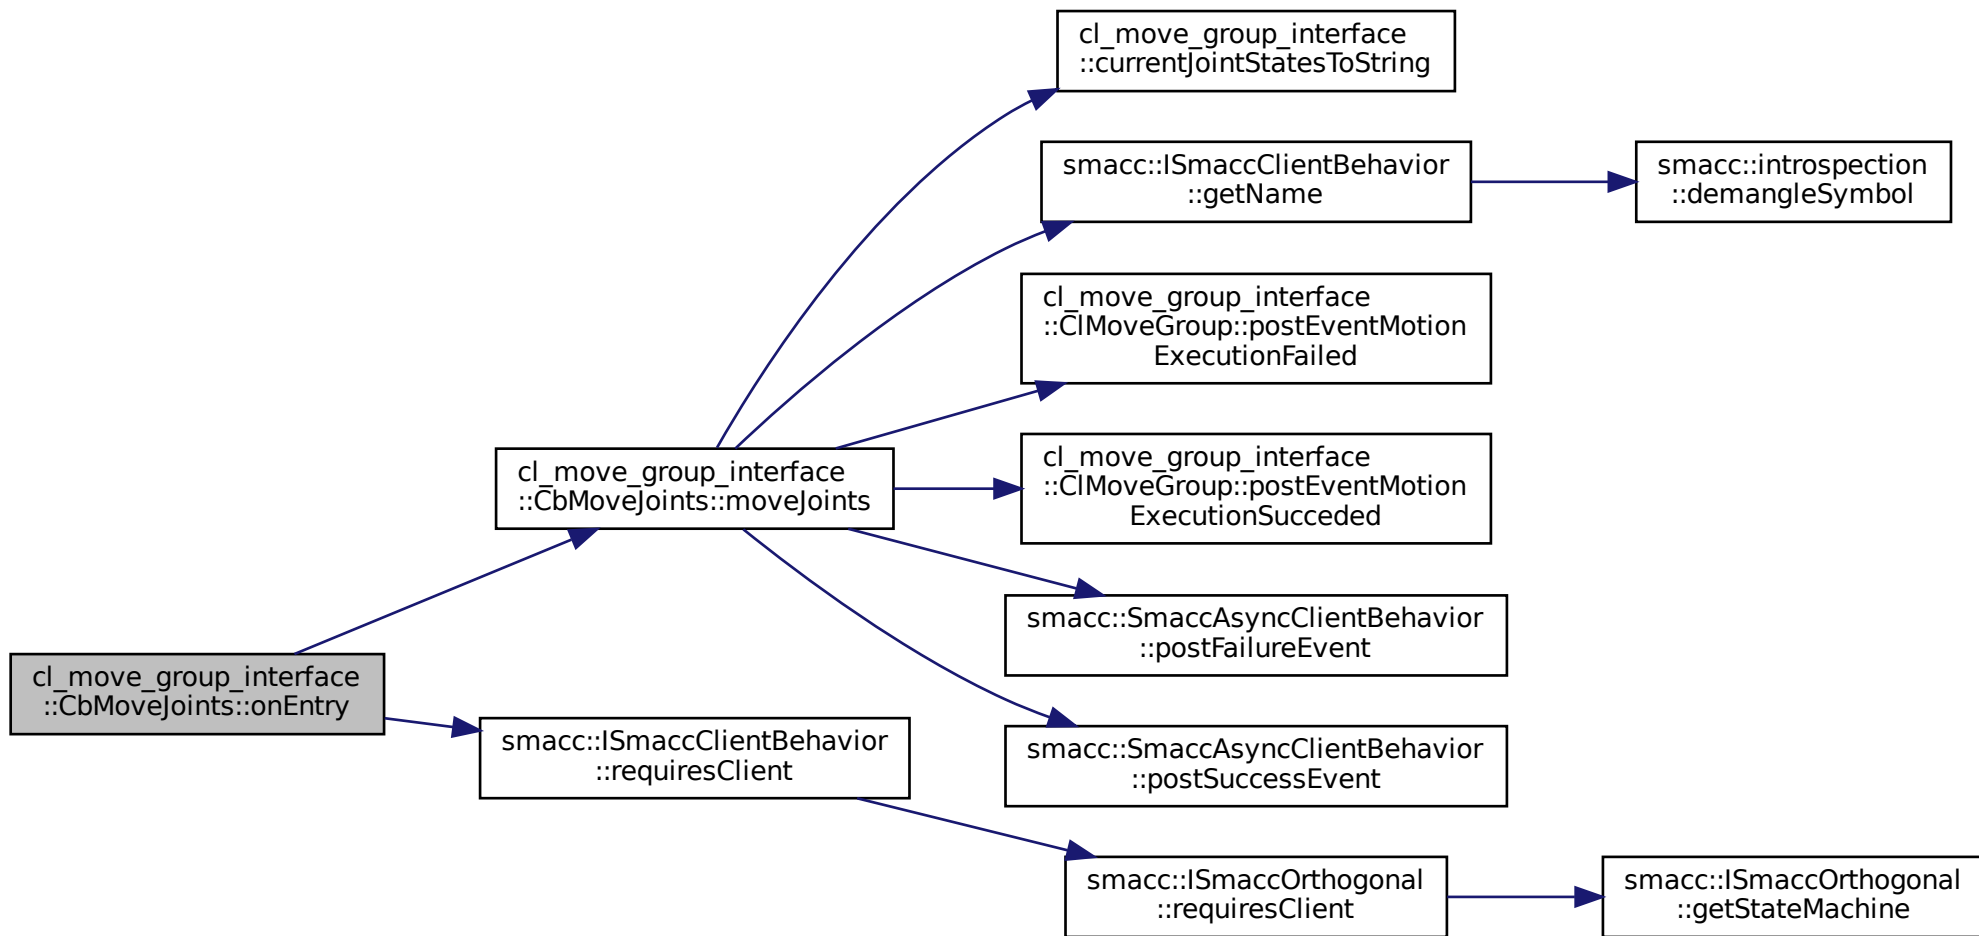 cl_move_group_interface
::currentJointStatesToString
smacc::ISmaccClientBehavior
::getName
smacc::introspection
::demangleSymbol
cl_move_group_interface
::ClMoveGroup::postEventMotion
ExecutionFailed
cl_move_group_interface
::CbMoveJoints::moveJoints
cl_move_group_interface
::ClMoveGroup::postEventMotion
ExecutionSucceded
smacc::SmaccAsyncClientBehavior
::postFailureEvent
cl_move_group_interface
::CbMoveJoints::onEntry
smacc::ISmaccClientBehavior
::requiresClient
smacc::SmaccAsyncClientBehavior
::postSuccessEvent
smacc::ISmaccOrthogonal
::requiresClient
smacc::ISmaccOrthogonal
::getStateMachine